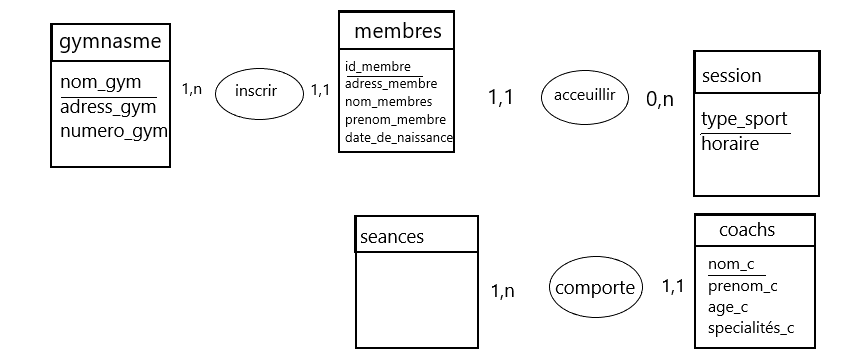 gymnasme
nom_gym
adress_gym
numero_gym
1,n
inscrir
1,1
membres
id_membre
adress_membre
nom_membres
prenom_membre
date_de_naissance
1,1
acceuillir
0,n
session
type_sport
horaire
seances
1,n
comporte
1,1
coachs
nom_c
prenom_c
age_c
specialités_c